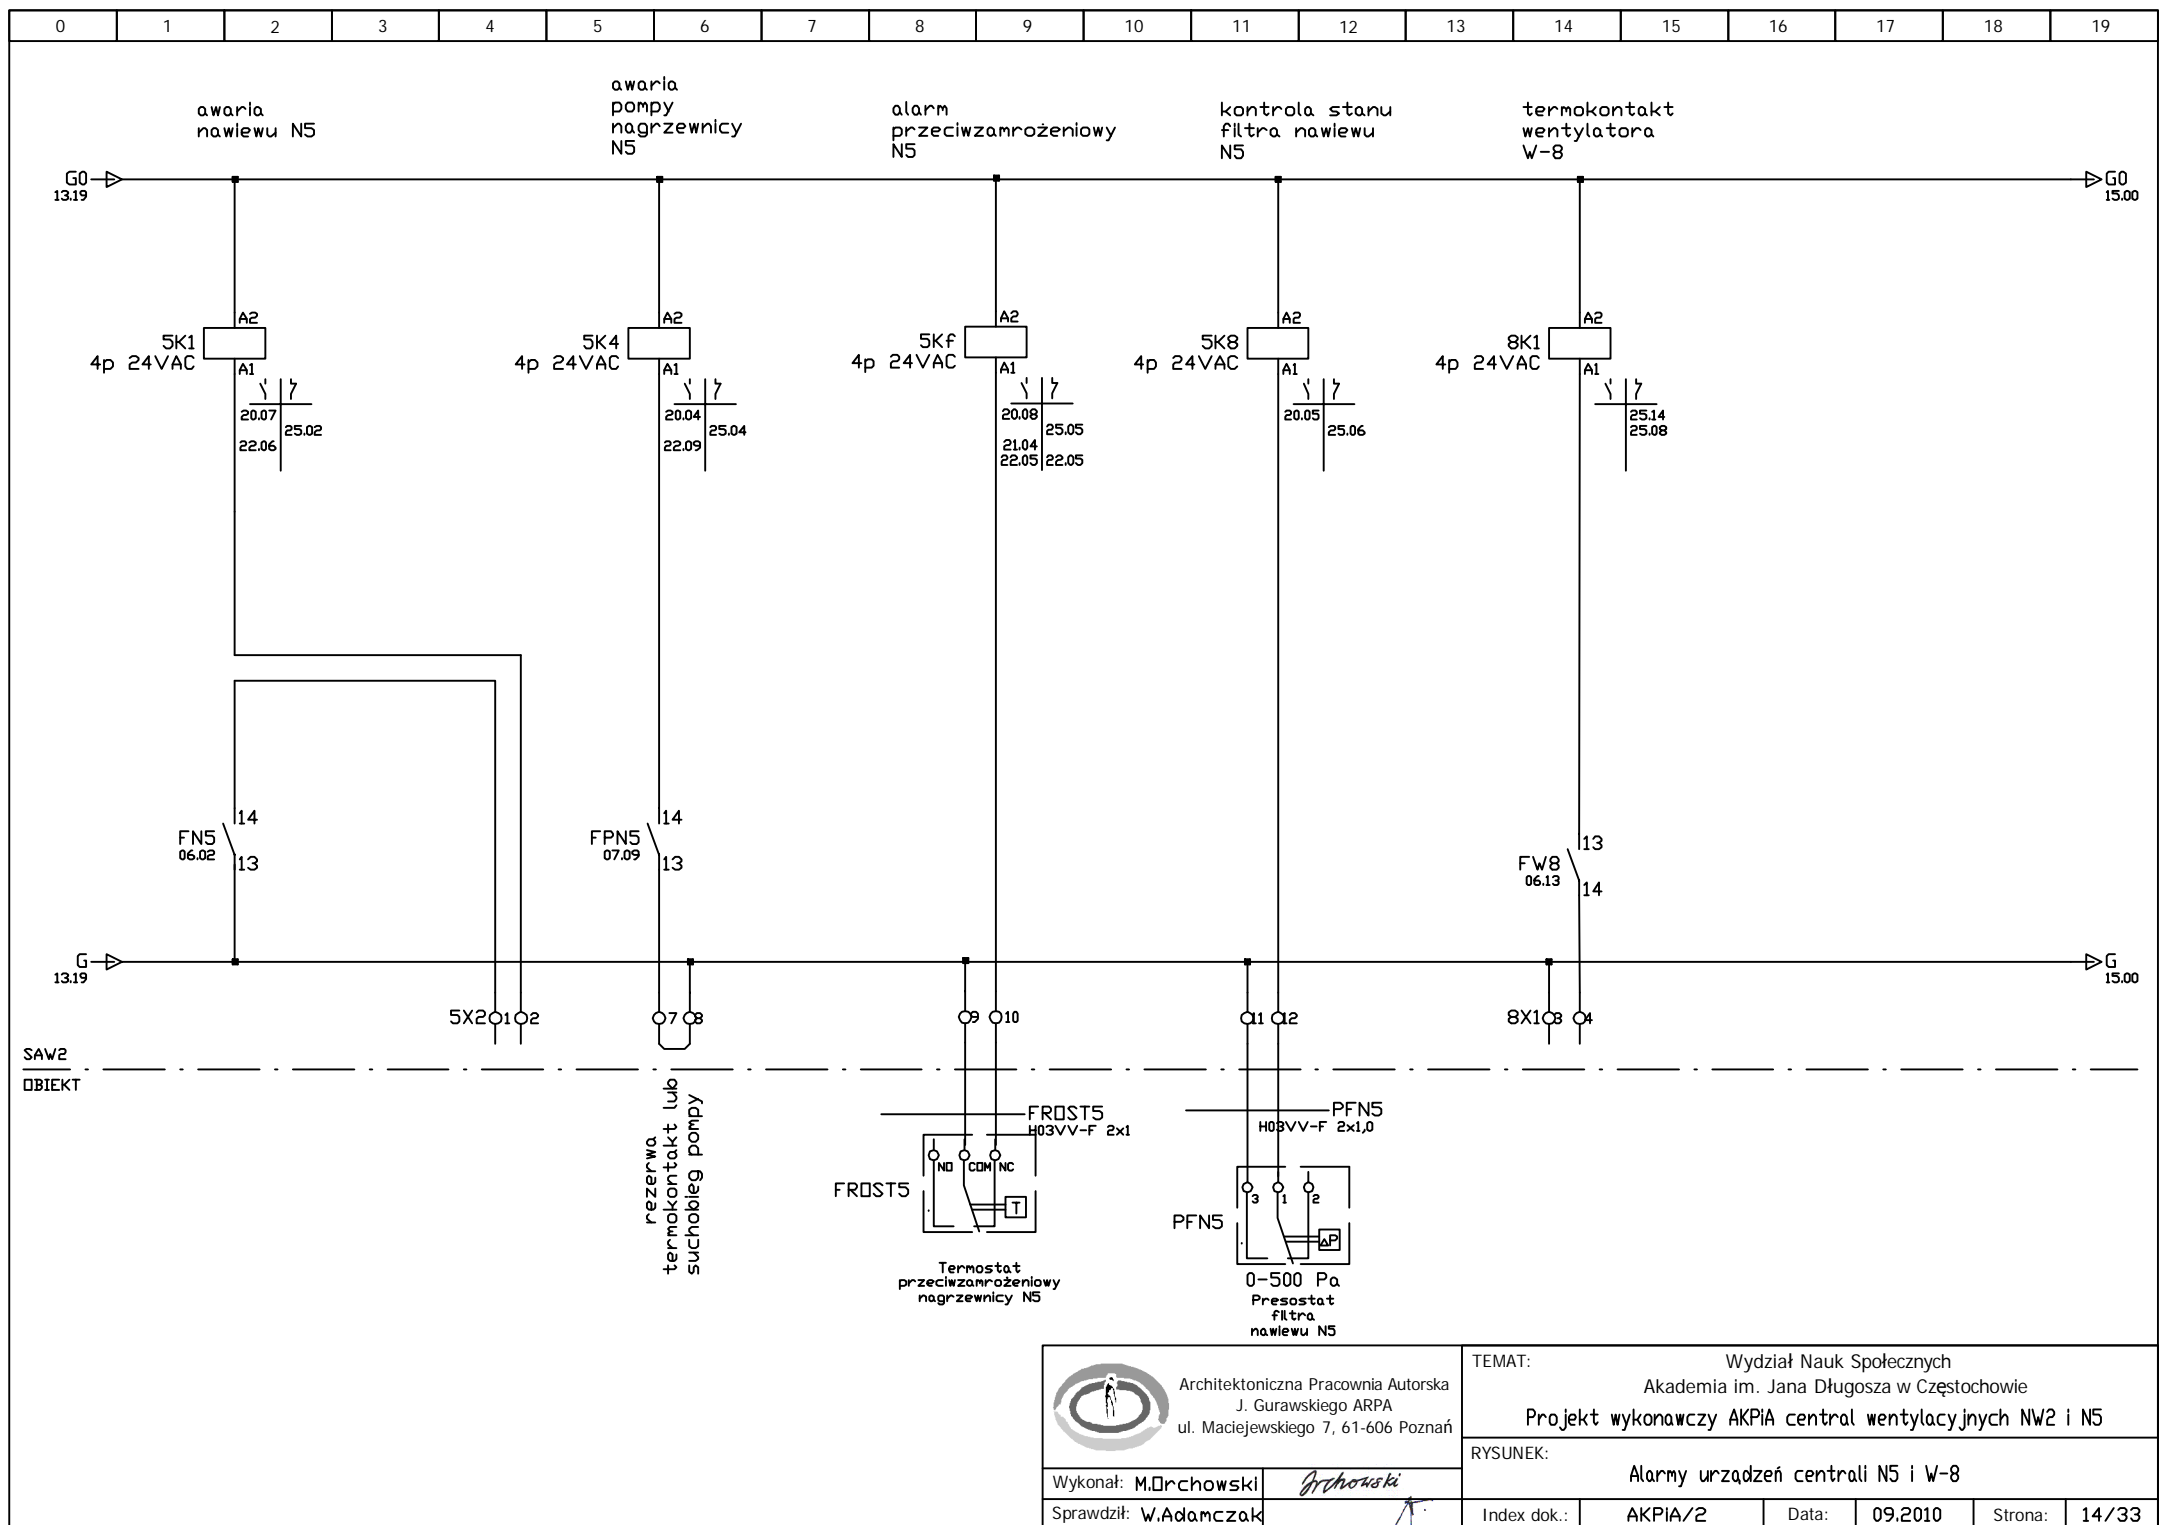 0 1 2 3 4 5 6 7 8 9 10 11 12 13 14 15 16 17 18 19
awaria
nawiewu N5
awaria
pompy
nagrzewnicy
N5
alarm
przeciwzamrożeniowy
N5
kontrola stanu
filtra nawiewu
N5
termokontakt
wentylatora
W-8
G0
13.19
G0
15.00
A2
5K1
4p 24VAC
A1
20.07
25.02
22.06
A2
5K4
4p 24VAC
A1
20.04
25.04
22.09
A2
5Kf
4p 24VAC
A1
20.08
25.05
21.04
22.05 22.05
A2
5K8
4p 24VAC
A1
20.05
25.06
A2
8K1
4p 24VAC
A1
25.14
25.08
14
FN5
06.02
13
14
FPN5
07.09
13
13
FW8
06.13
14
G
13.19
G
15.00
5X2 1 2
7 8
9 10
11 12
8X1 3 4
SAW2
OBIEKT
rezerwa
termokontakt lub
suchobieg pompy
FROST5
H03VV-F 2x1
NO COM NC
FROST5
T
Termostat
przeciwzamrożeniowy
nagrzewnicy N5
PFN5
H03VV-F 2x1,0
3 1 2
PFN5
ΔP
0-500 Pa
Presostat
filtra
nawiewu N5
Architektoniczna Pracownia Autorska
J. Gurawskiego ARPA
ul. Maciejewskiego 7, 61-606 Poznań
TEMAT:
Wydział Nauk Społecznych
Akademia im. Jana Długosza w Częstochowie
Projekt wykonawczy AKPiA central wentylacyjnych NW2 i N5
RYSUNEK:
Alarmy urządzeń centrali N5 i W-8
Wykonał: M.Orchowski Orchowski
Sprawdził: W.Adamczak
Index dok.: AKPiA/2 Data: 09.2010 Strona: 14/33